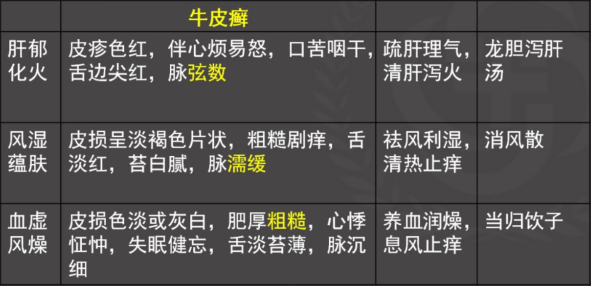 牛皮癣
肝郁化火 皮疹色红，伴心烦易怒，口苦咽干，舌边尖红，脉弦数 疏肝理气，清肝泻火 龙胆泻肝汤
风湿蕴肤 皮损呈淡褐色片状，粗糙剧痒，舌淡红，苔白腻，脉濡缓 祛风利湿，清热止痒 消风散
血虚风燥 皮损色淡或灰白，肥厚粗糙，心悸怔忡，失眠健忘，舌淡苔薄，脉沉细 养血润燥，息风止痒 当归饮子